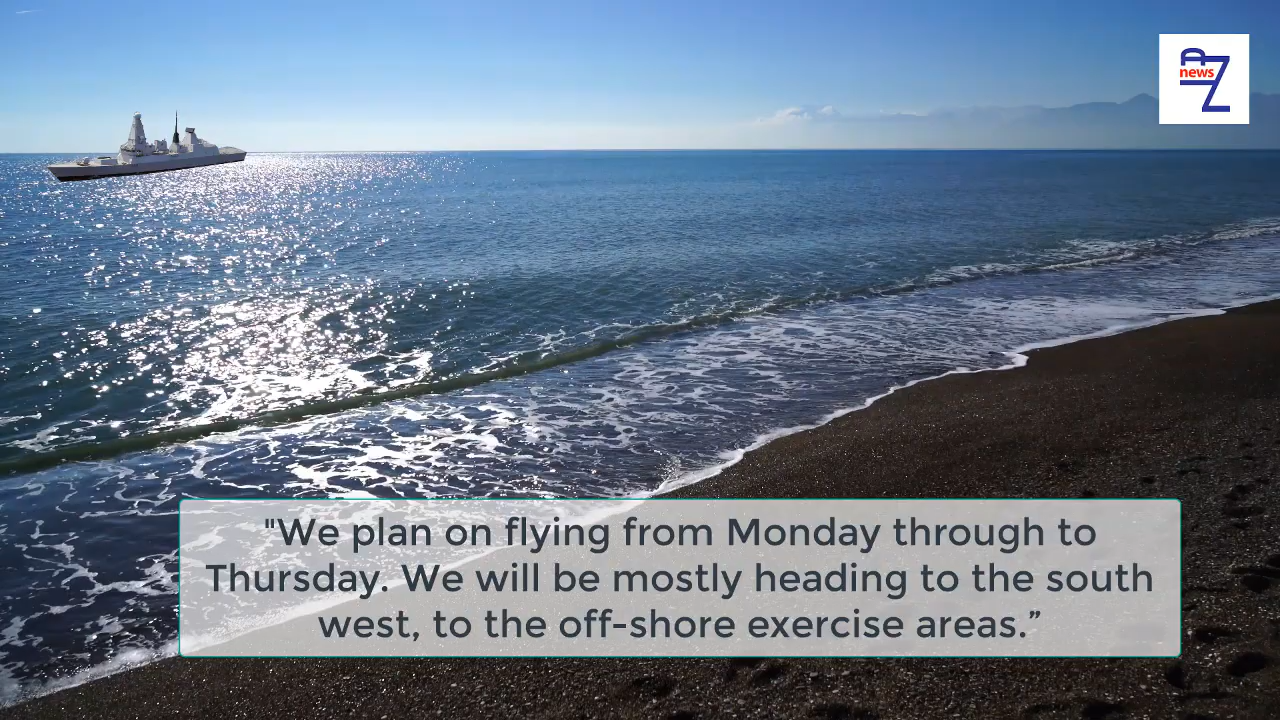 A
news
Z
"We plan on flying from Monday through to
Thursday. We will be mostly heading to the south
west, to the off-shore exercise areas.”